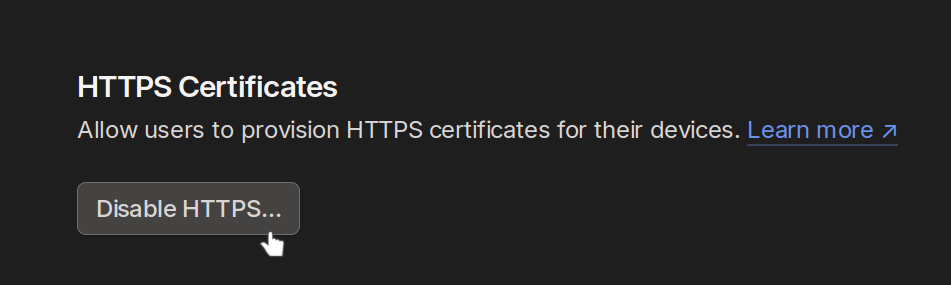 HTTPS Certificates
Allow users to provision HTTPS certificates for their devices. Learn more ↗
Disable HTTPS...